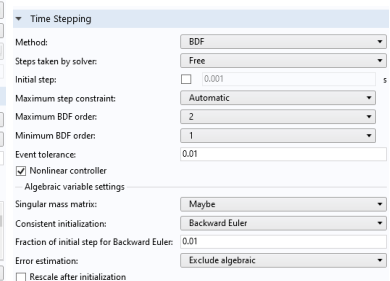 Time Stepping
Method: BDF
Steps taken by solver: Free
Initial step: 0.001 s
Maximum step constraint: Automatic
Maximum BDF order: 2
Minimum BDF order: 1
Event tolerance: 0.01
Nonlinear controller
Algebraic variable settings
Singular mass matrix: Maybe
Consistent initialization: Backward Euler
Fraction of initial step for Backward Euler: 0.01
Error estimation: Exclude algebraic
Rescale after initialization